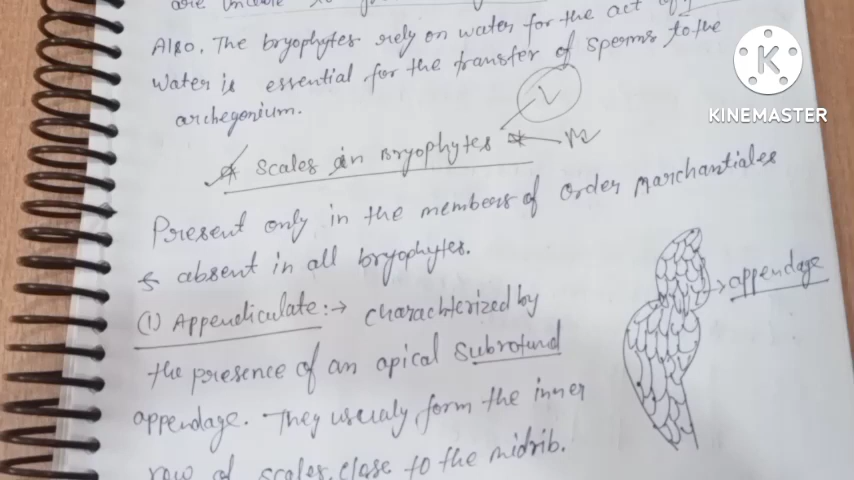 are
Also, The bryophytes rely on water for the act of
water is essential for the transfer of sperms to the
archegonium.
KINEMASTER
* Scales in Bryophytes *
Present only in the members of order Marchantiales
& absent in all bryophytes.
(1) Appendiculate :→ charachterized by
the presence of an apical subrotund
appendage. They usualy form the inner
row of scales, close to the midrib.
→ appendage